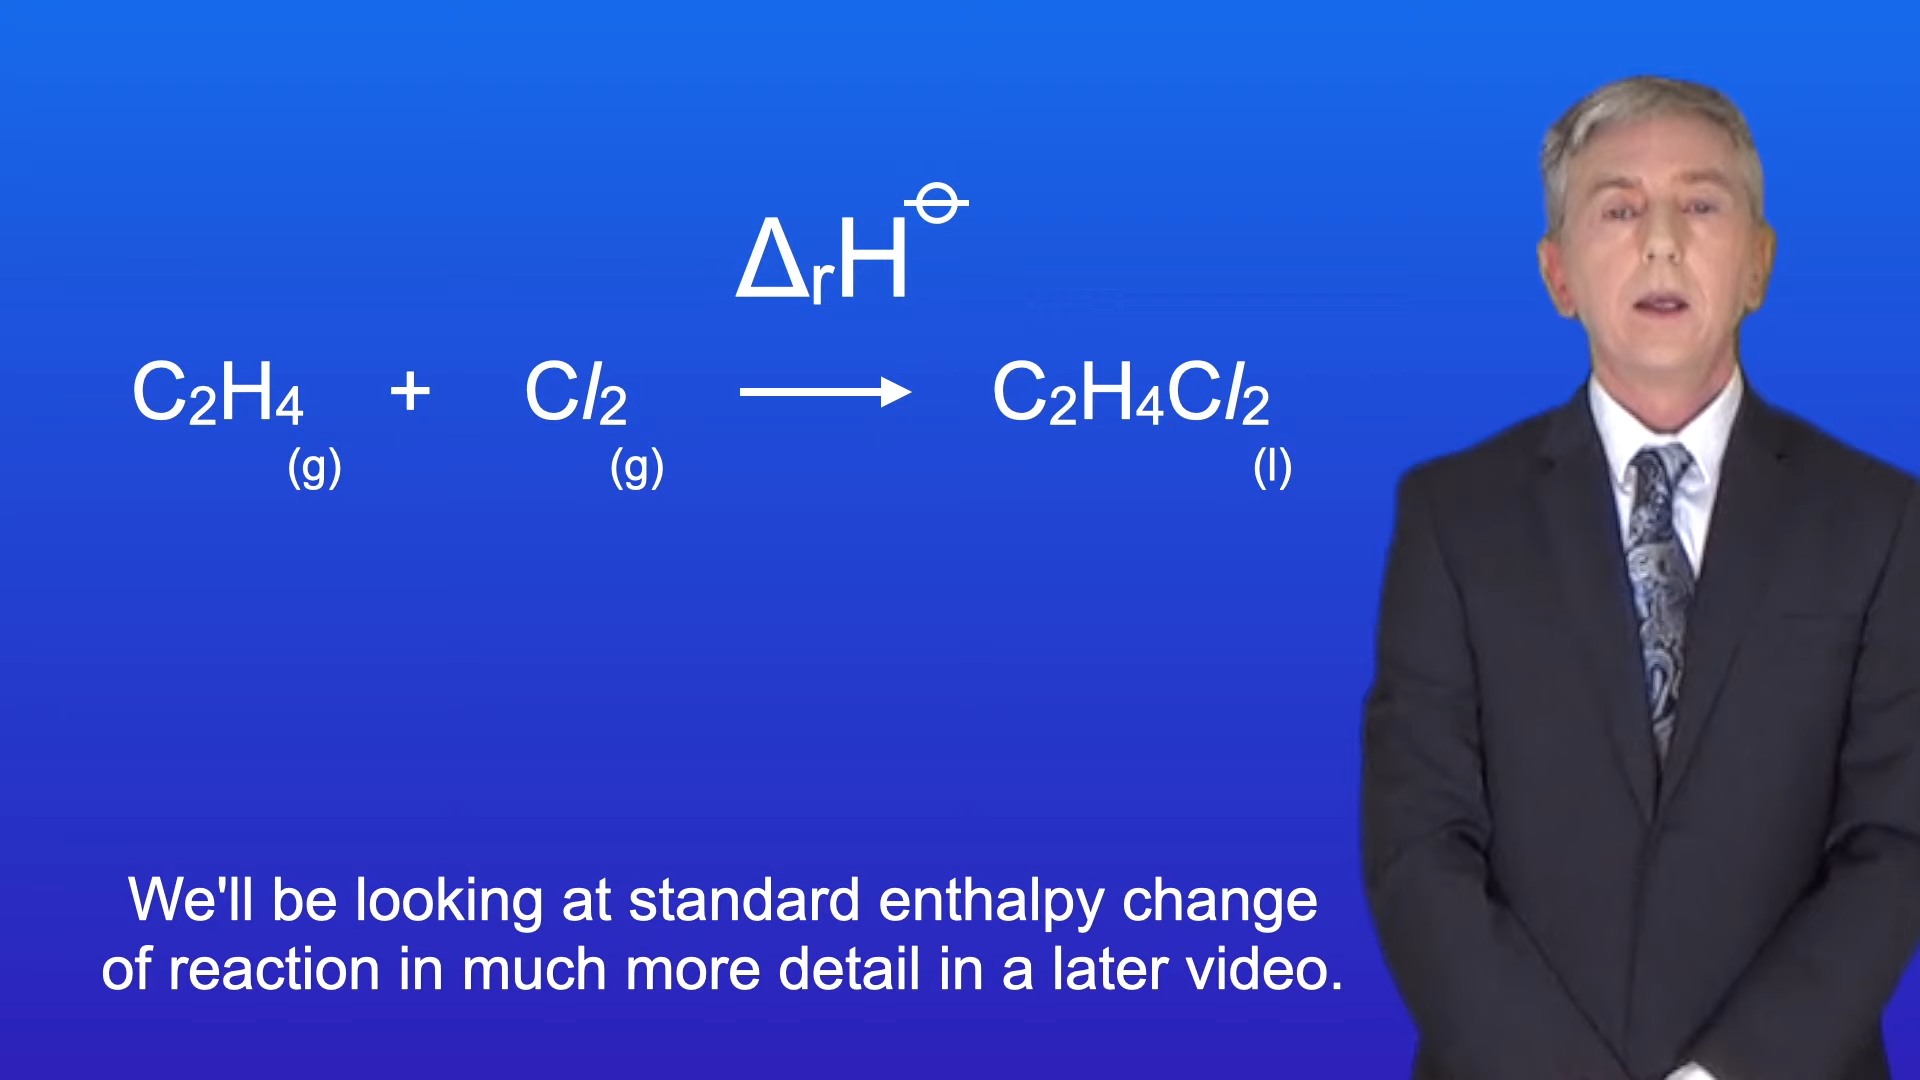 ΔrH⦵
C₂H₄ + Cl₂ ⟶ C₂H₄Cl₂
(g) (g) (l)
We'll be looking at standard enthalpy change
of reaction in much more detail in a later video.